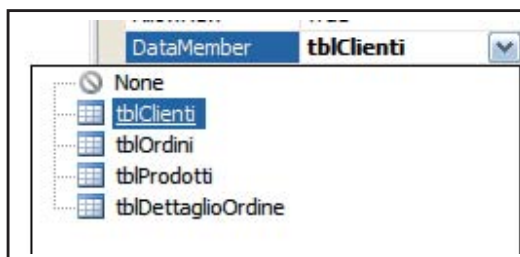 DataMember tblClienti
None
tblClienti
tblOrdini
tblProdotti
tblDettaglioOrdine